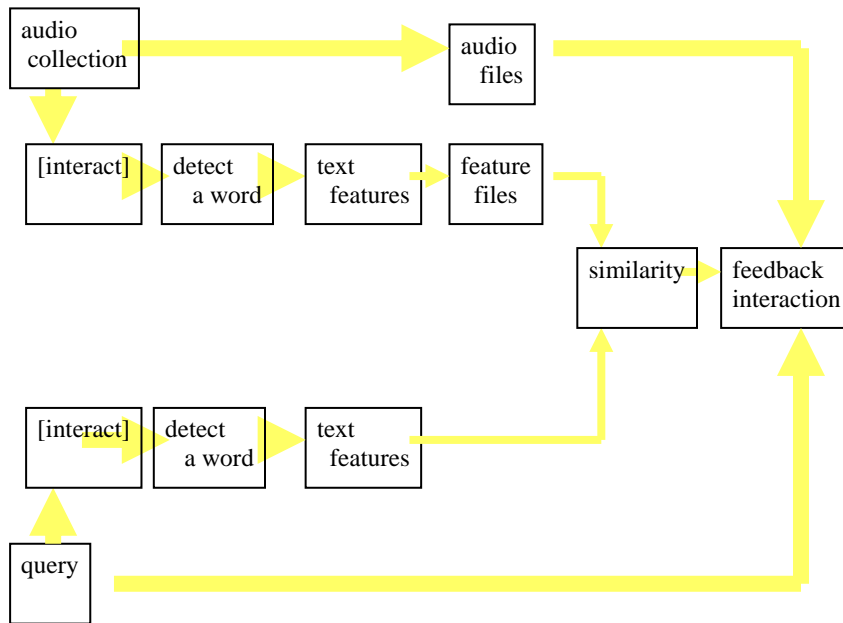 audio
collection
audio
files
[interact]
detect
a word
text
features
feature
files
similarity
feedback
interaction
[interact]
detect
a word
text
features
query